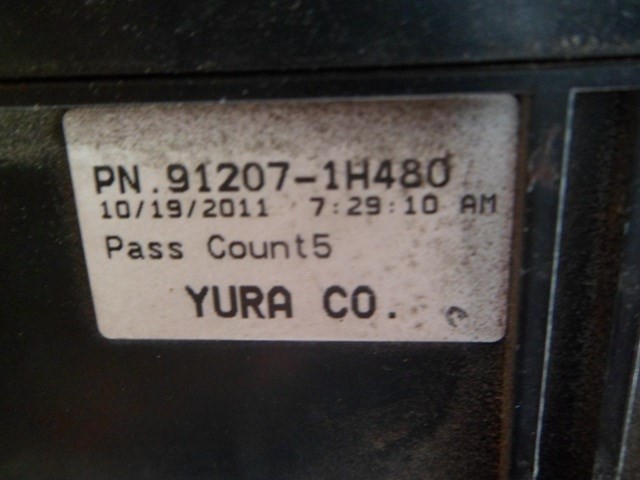 PN.91207-1H480
10/19/2011 7:29:10 AM
Pass Count5
YURA CO.